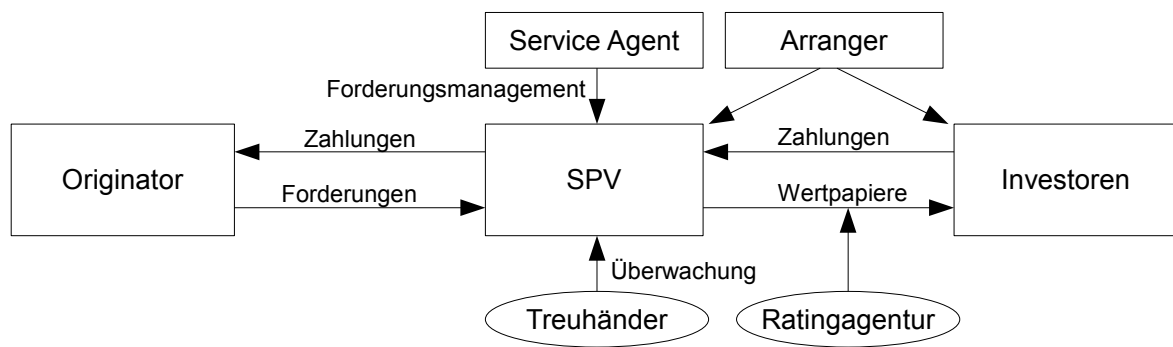 Service Agent
Arranger
Forderungsmanagement
Zahlungen
Zahlungen
Originator
SPV
Investoren
Forderungen
Wertpapiere
Überwachung
Treuhänder
Ratingagentur